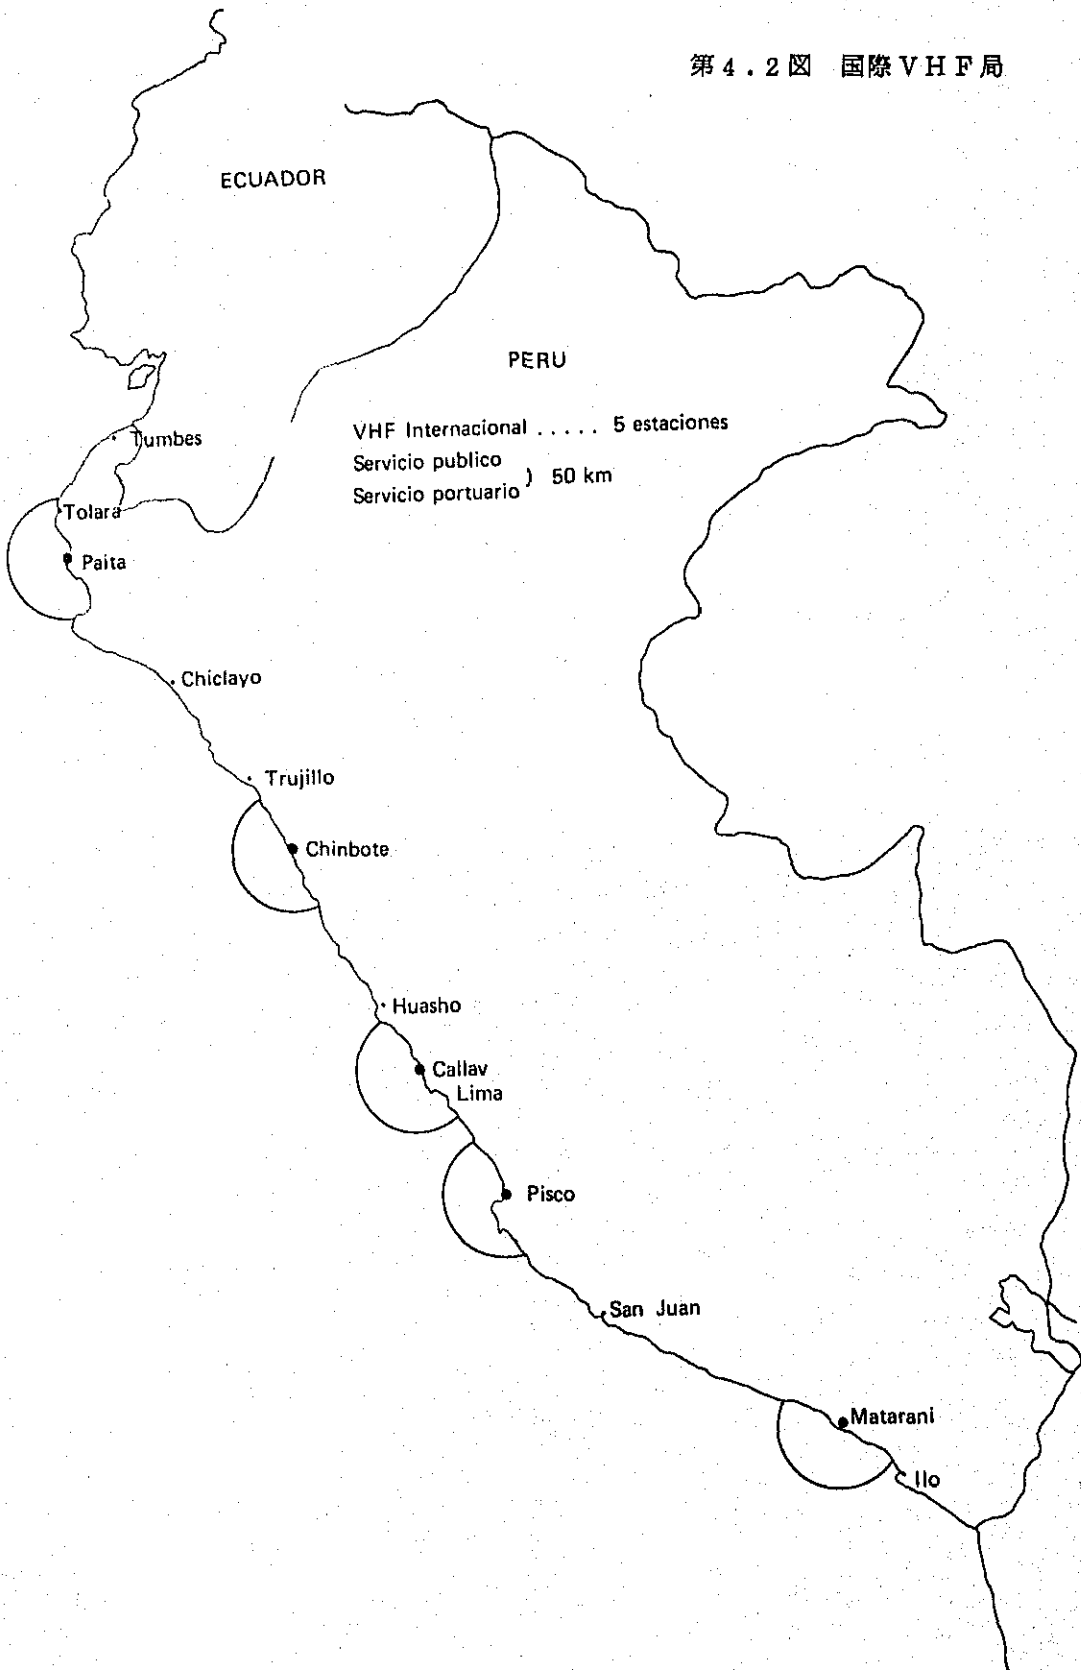 第4.2図 国際VHF局
ECUADOR
PERU
VHF Internacional ..... 5 estaciones
Servicio publico
Servicio portuario } 50 km
Tumbes
Tolara
Paita
Chiclayo
Trujillo
Chinbote
Huasho
Callav
Lima
Pisco
San Juan
Matarani
Ilo